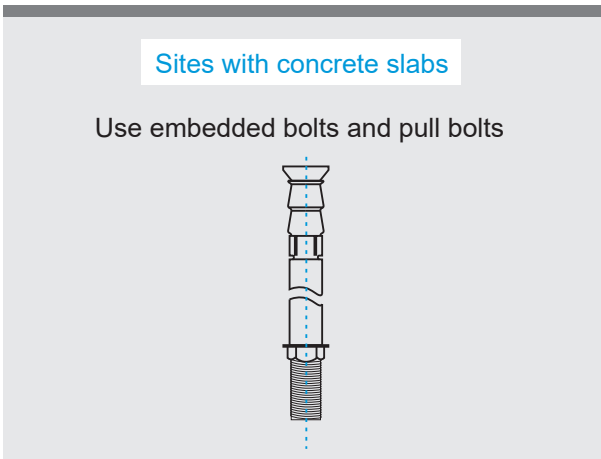 Sites with concrete slabs
Use embedded bolts and pull bolts